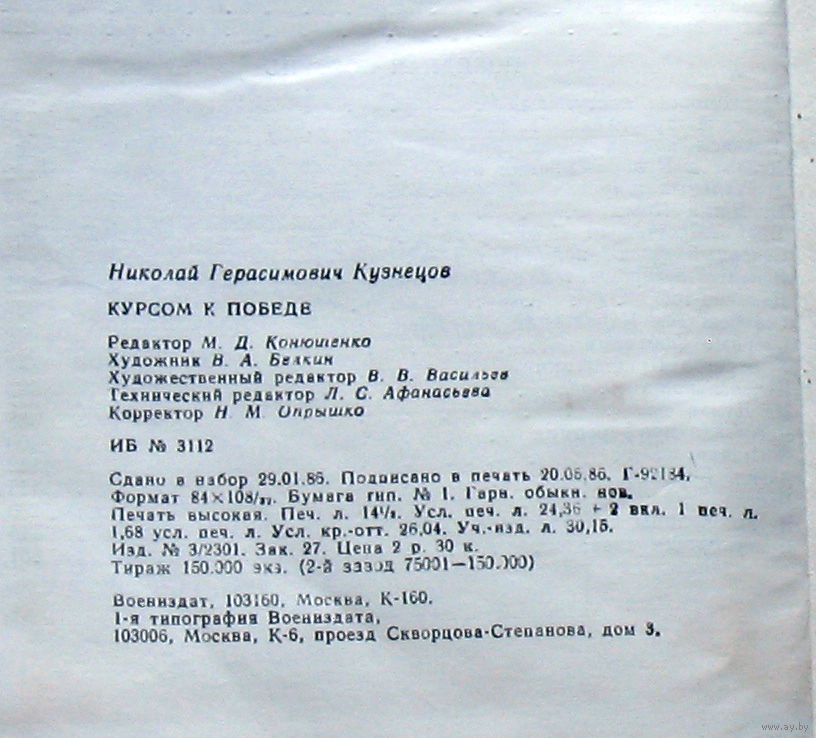 Николай Герасимович Кузнецов
КУРСОМ К ПОБЕДЕ
Редактор М. Д. Конюшенко
Художник В. А. Белкин
Художественный редактор В. В. Васильев
Технический редактор Л. С. Афанасьева
Корректор Н. М. Опрышко
ИБ № 3112
Сдано в набор 29.01.86. Подписано в печать 20.06.86. Г-92184.
Формат 84×108/₃₂. Бумага тип. № 1. Гарн. обыкн. нов.
Печать высокая. Печ. л. 14½. Усл. печ. л. 24,36 + 2 вкл. 1 печ. л.
1,68 усл. печ. л. Усл. кр.-отт. 26,04. Уч.-изд. л. 30,15.
Изд. № 3/2301. Зак. 27. Цена 2 р. 30 к.
Тираж 150.000 экз. (2-й завод 75001—150.000)
Воениздат, 103160, Москва, К-160.
1-я типография Воениздата,
103006, Москва, К-6, проезд Скворцова-Степанова, дом 3.
www.ay.by